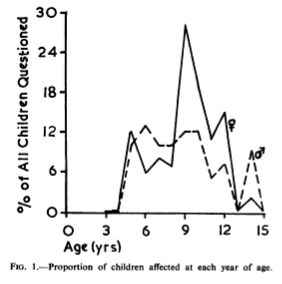 % of All Children Questioned
30
24
18
12
6
0
0 3 6 9 12 15
Age (yrs)
♀
♂
FIG. 1.—Proportion of children affected at each year of age.